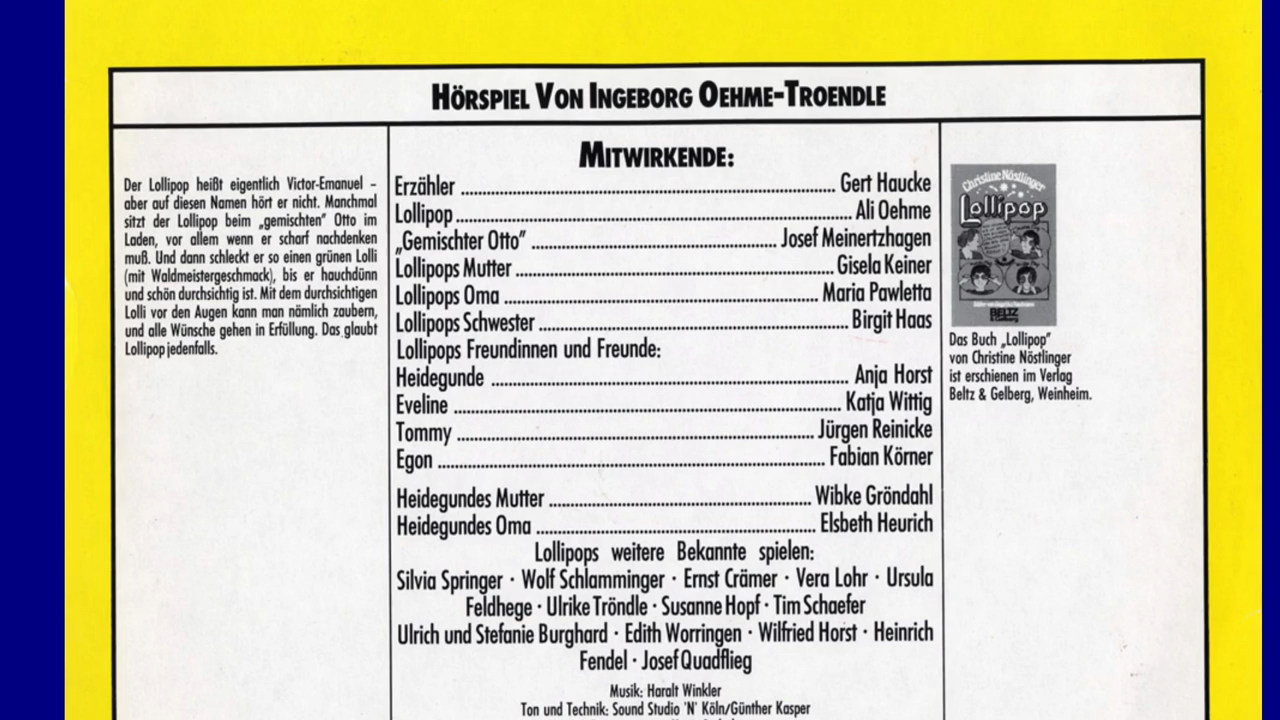 HÖRSPIEL VON INGEBORG OEHME-TROENDLE
Der Lollipop heißt eigentlich Victor-Emanuel –
aber auf diesen Namen hört er nicht. Manchmal
sitzt der Lollipop beim „gemischten" Otto im
Laden, vor allem wenn er scharf nachdenken
muß. Und dann schleckt er so einen grünen Lolli
(mit Waldmeistergeschmack), bis er hauchdünn
und schön durchsichtig ist. Mit dem durchsichtigen
Lolli vor den Augen kann man nämlich zaubern,
und alle Wünsche gehen in Erfüllung. Das glaubt
Lollipop jedenfalls.
MITWIRKENDE:
Erzähler ........ Gert Haucke
Lollipop ........ Ali Oehme
„Gemischter Otto" ........ Josef Meinertzhagen
Lollipops Mutter ........ Gisela Keiner
Lollipops Oma ........ Maria Pawletta
Lollipops Schwester ........ Birgit Haas
Lollipops Freundinnen und Freunde:
Heidegunde ........ Anja Horst
Eveline ........ Katja Wittig
Tommy ........ Jürgen Reinicke
Egon ........ Fabian Körner
Heidegundes Mutter ........ Wibke Gröndahl
Heidegundes Oma ........ Elsbeth Heurich
Lollipops weitere Bekannte spielen:
Silvia Springer · Wolf Schlamminger · Ernst Crämer · Vera Lohr · Ursula
Feldhege · Ulrike Tröndle · Susanne Hopf · Tim Schaefer
Ulrich und Stefanie Burghard · Edith Worringen · Wilfried Horst · Heinrich
Fendel · Josef Quadflieg
Musik: Haralt Winkler
Ton und Technik: Sound Studio 'N' Köln/Günther Kasper
Christine Nöstlinger
Lollipop
BELTZ
Das Buch „Lollipop"
von Christine Nöstlinger
ist erschienen im Verlag
Beltz & Gelberg, Weinheim.